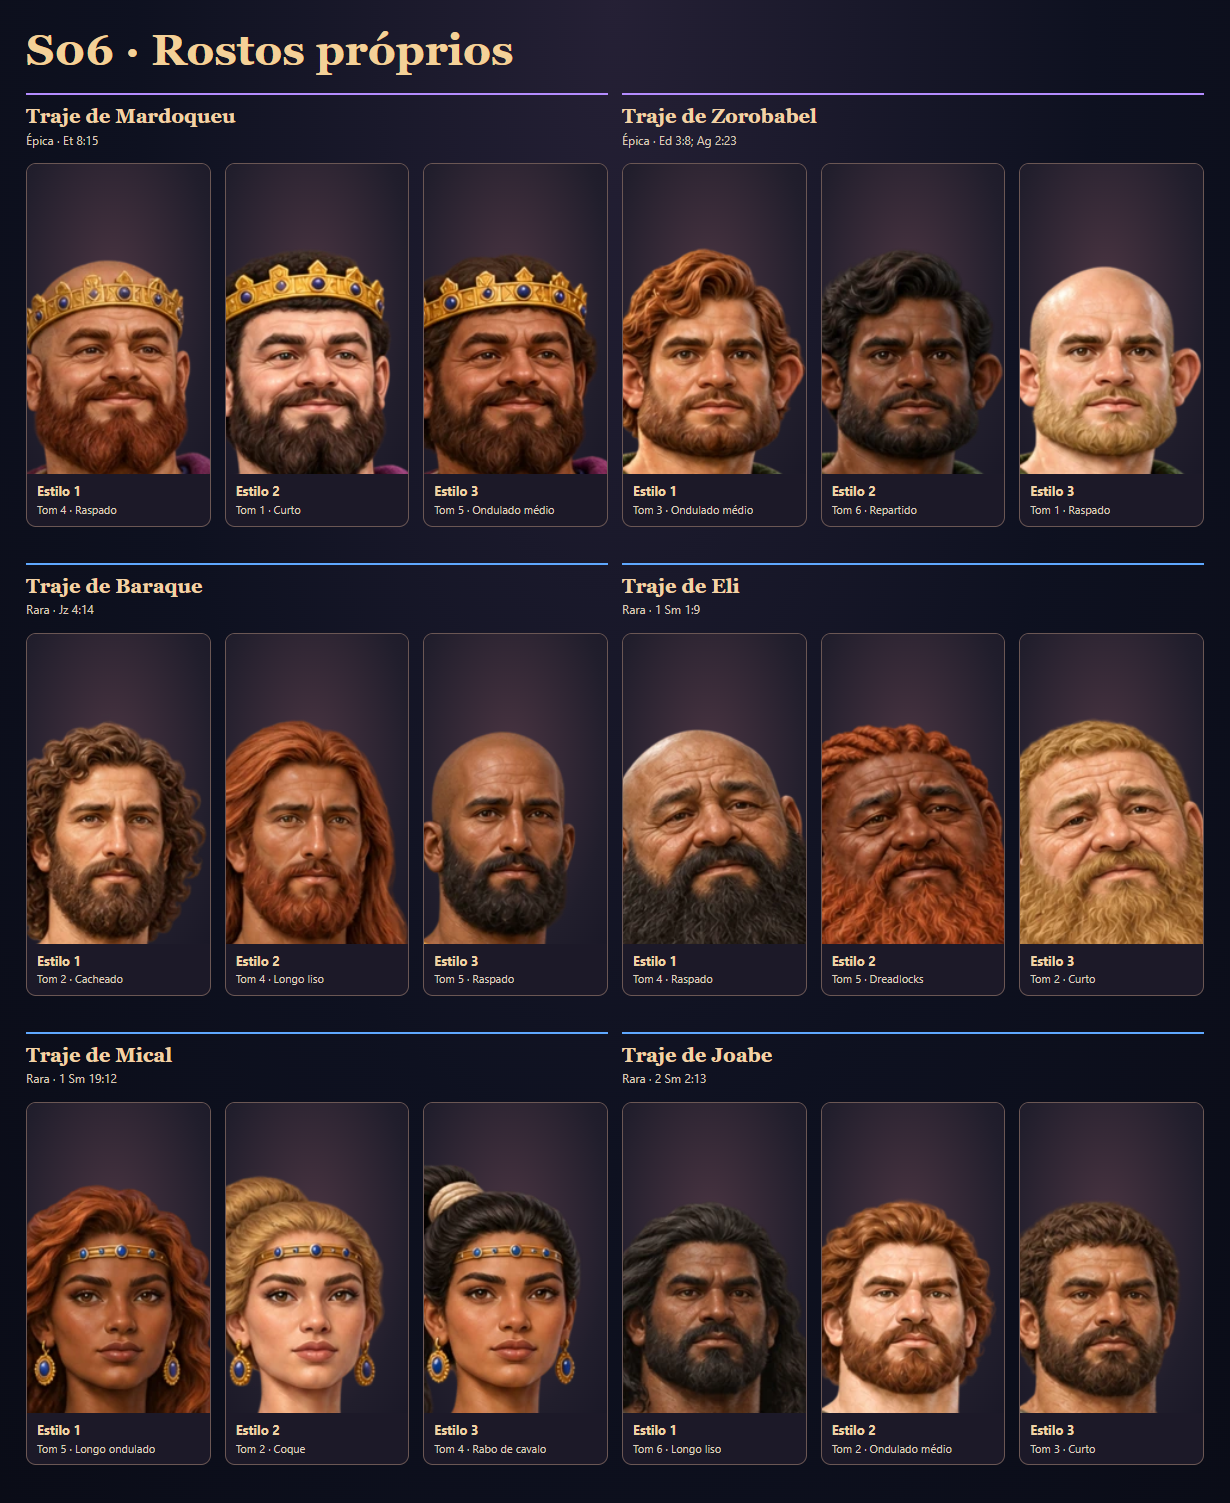 S06 · Rostos próprios
Traje de Mardoqueu
Épica · Et 8:15
Estilo 1
Tom 4 · Raspado
Estilo 2
Tom 1 · Curto
Estilo 3
Tom 5 · Ondulado médio
Traje de Zorobabel
Épica · Ed 3:8; Ag 2:23
Estilo 1
Tom 3 · Ondulado médio
Estilo 2
Tom 6 · Repartido
Estilo 3
Tom 1 · Raspado
Traje de Baraque
Rara · Jz 4:14
Estilo 1
Tom 2 · Cacheado
Estilo 2
Tom 4 · Longo liso
Estilo 3
Tom 5 · Raspado
Traje de Eli
Rara · 1 Sm 1:9
Estilo 1
Tom 4 · Raspado
Estilo 2
Tom 5 · Dreadlocks
Estilo 3
Tom 2 · Curto
Traje de Mical
Rara · 1 Sm 19:12
Estilo 1
Tom 5 · Longo ondulado
Estilo 2
Tom 2 · Coque
Estilo 3
Tom 4 · Rabo de cavalo
Traje de Joabe
Rara · 2 Sm 2:13
Estilo 1
Tom 6 · Longo liso
Estilo 2
Tom 2 · Ondulado médio
Estilo 3
Tom 3 · Curto